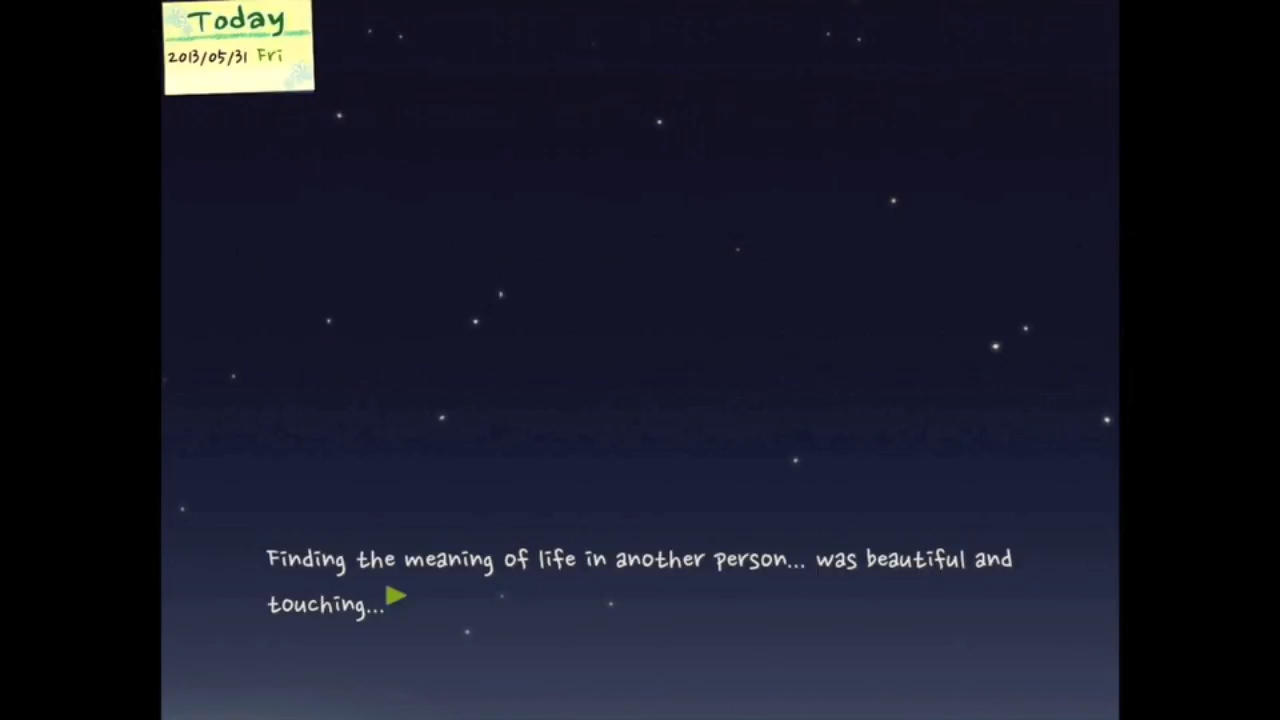 Today
2013/05/31 Fri
Finding the meaning of life in another person... was beautiful and
touching...